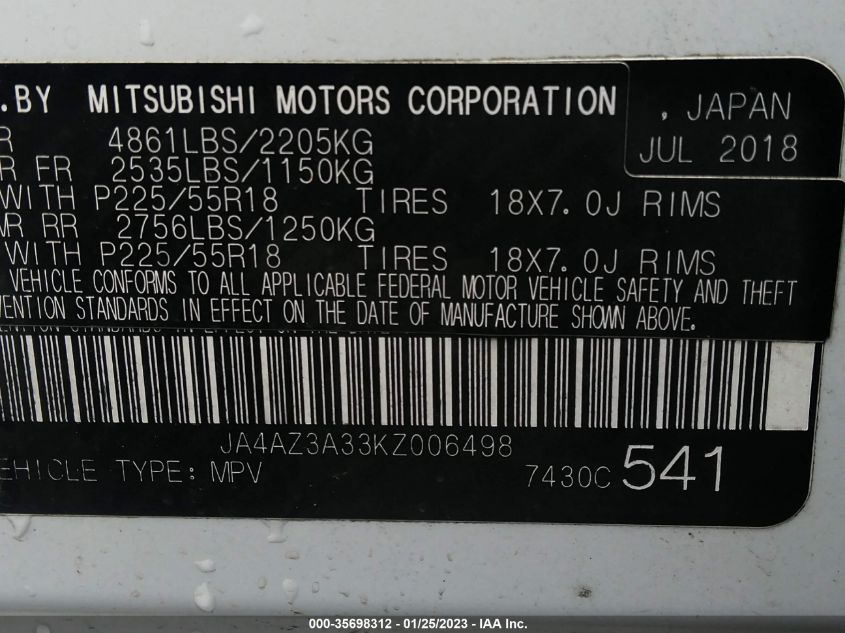 .BY MITSUBISHI MOTORS CORPORATION , JAPAN
R 4861LBS/2205KG JUL 2018
R FR 2535LBS/1150KG
WITH P225/55R18 TIRES 18X7.0J RIMS
R RR 2756LBS/1250KG
WITH P225/55R18 TIRES 18X7.0J RIMS
VEHICLE CONFORMS TO ALL APPLICABLE FEDERAL MOTOR VEHICLE SAFETY AND THEFT
VENTION STANDARDS IN EFFECT ON THE DATE OF MANUFACTURE SHOWN ABOVE.
JA4AZ3A33KZ006498
EHICLE TYPE: MPV 7430C 541
000-35698312 - 01/25/2023 - IAA Inc.